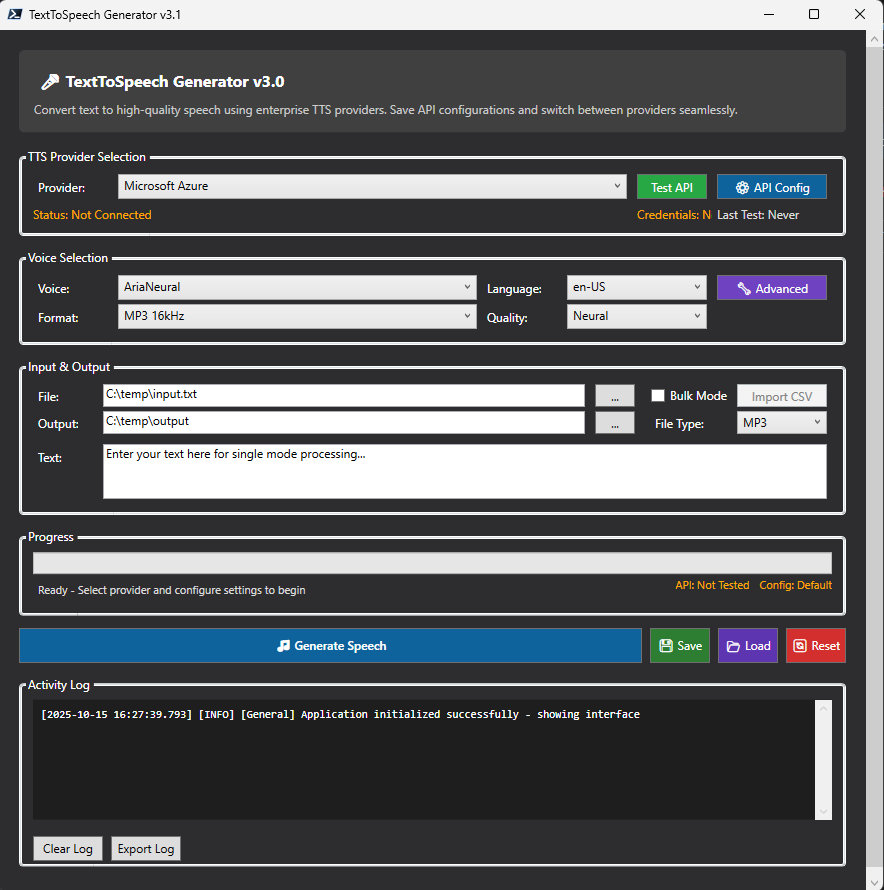 TextToSpeech Generator v3.1
TextToSpeech Generator v3.0
Convert text to high-quality speech using enterprise TTS providers. Save API configurations and switch between providers seamlessly.
TTS Provider Selection
Provider: Microsoft Azure Test API API Config
Status: Not Connected Credentials: N Last Test: Never
Voice Selection
Voice: AriaNeural Language: en-US Advanced
Format: MP3 16kHz Quality: Neural
Input & Output
File: C:\temp\input.txt ... Bulk Mode Import CSV
Output: C:\temp\output ... File Type: MP3
Text: Enter your text here for single mode processing...
Progress
Ready - Select provider and configure settings to begin API: Not Tested Config: Default
Generate Speech Save Load Reset
Activity Log
[2025-10-15 16:27:39.793] [INFO] [General] Application initialized successfully - showing interface
Clear Log Export Log